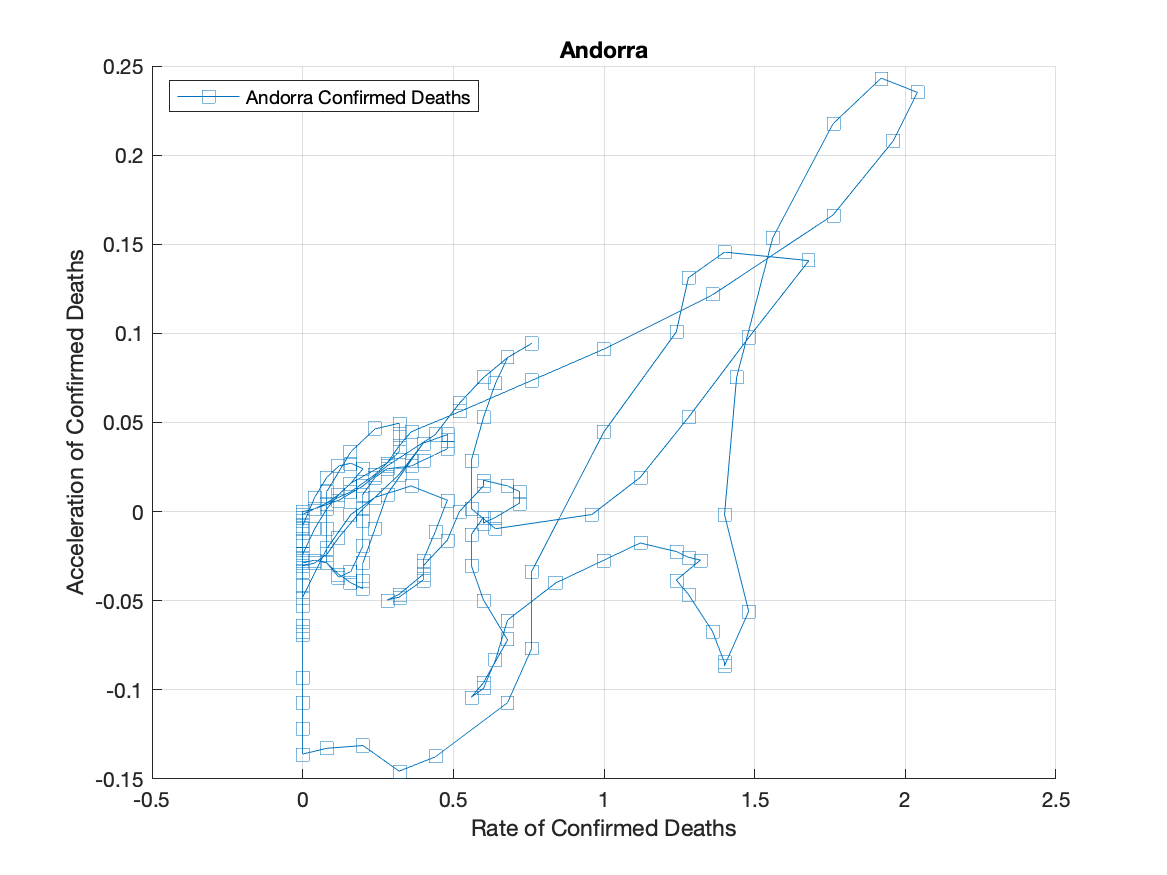 Andorra
Andorra Confirmed Deaths
Acceleration of Confirmed Deaths
0.25
0.2
0.15
0.1
0.05
0
-0.05
-0.1
-0.15
-0.5 0 0.5 1 1.5 2 2.5
Rate of Confirmed Deaths